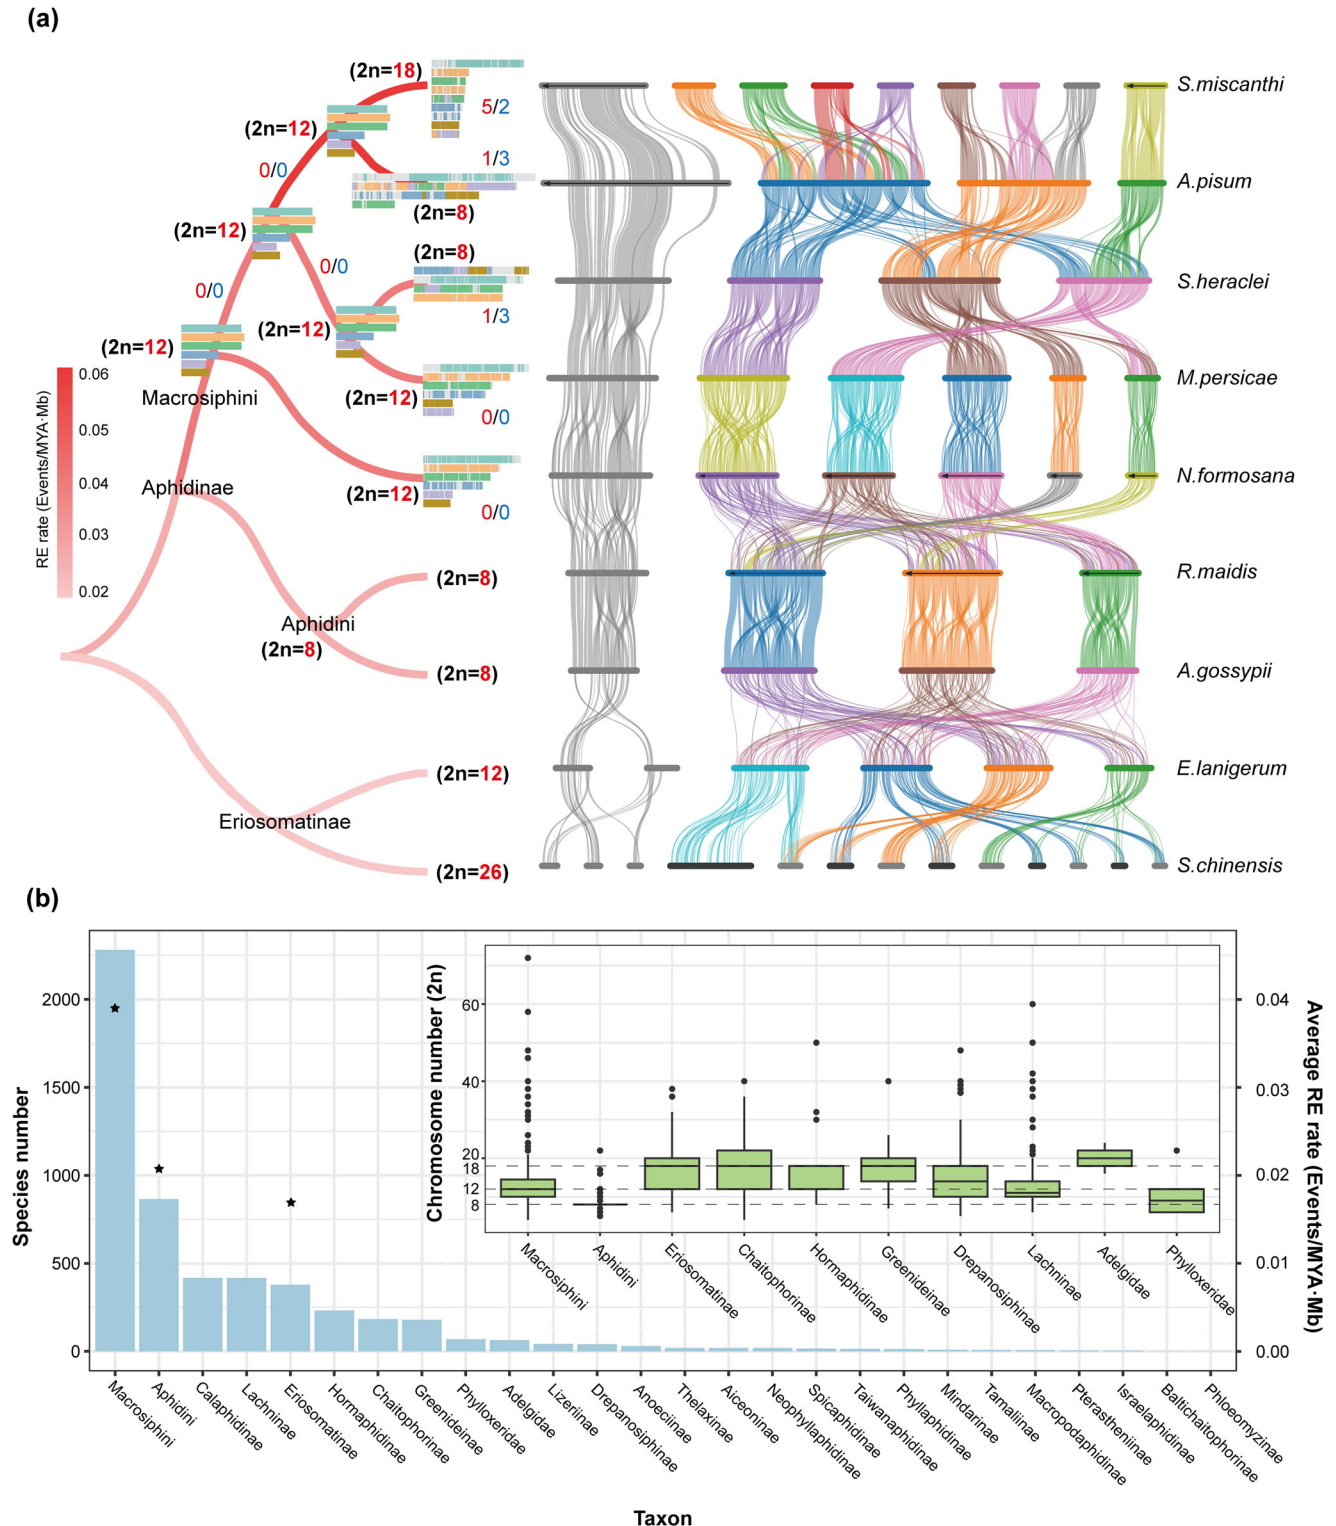 (a)
(2n=18)
5/2
(2n=12)
0/0
1/3
(2n=8)
(2n=12)
(2n=8)
0/0
0/0
1/3
(2n=12)
(2n=12)
Macrosiphini
(2n=12)
0/0
Aphidinae
(2n=12)
0/0
RE rate (Events/MYA·Mb)
0.06
0.05
0.04
0.03
0.02
(2n=8)
Aphidini
(2n=8)
(2n=8)
(2n=12)
Eriosomatinae
(2n=26)
S.miscanthi
A.pisum
S.heraclei
M.persicae
N.formosana
R.maidis
A.gossypii
E.lanigerum
S.chinensis
(b)
Species number
2000
1500
1000
500
0
Chromosome number (2n)
60
40
20
18
12
8
Macrosiphini
Aphidini
Eriosomatinae
Chaitophorinae
Hormaphidinae
Greenideinae
Drepanosiphinae
Lachninae
Adelgidae
Phylloxeridae
0.04
0.03
0.02
0.01
0.00
Average RE rate (Events/MYA·Mb)
Macrosiphini
Aphidini
Calaphidinae
Lachninae
Eriosomatinae
Hormaphidinae
Chaitophorinae
Greenideinae
Phylloxeridae
Adelgidae
Lizeriinae
Drepanosiphinae
Anoeciinae
Thelaxinae
Aiceoninae
Neophyllaphidinae
Spicaphidinae
Taiwanaphidinae
Phyllaphidinae
Mindarinae
Tamaliinae
Macropodaphidinae
Pterastheniinae
Israelaphidinae
Baltichaitophorinae
Phloeomyzinae
Taxon